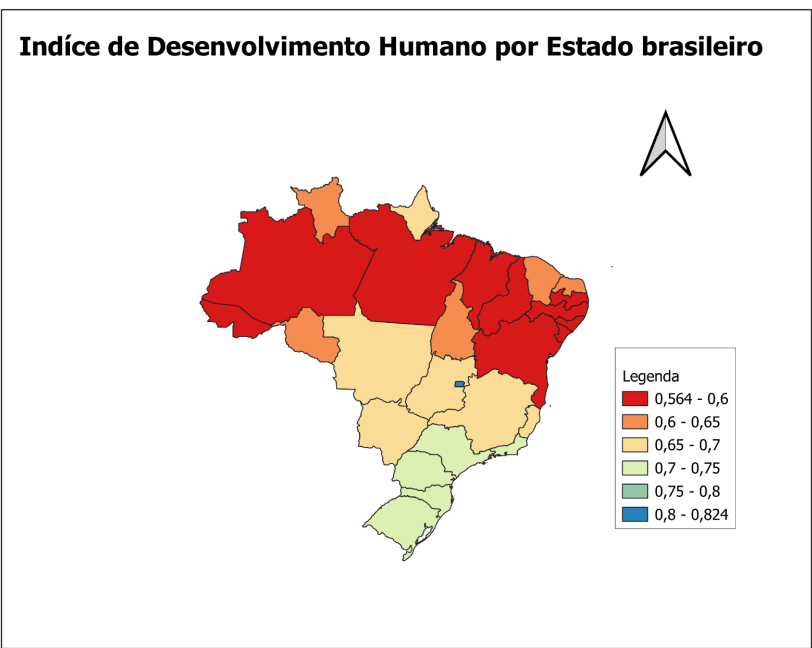 Indíce de Desenvolvimento Humano por Estado brasileiro
Legenda
0,564 - 0,6
0,6 - 0,65
0,65 - 0,7
0,7 - 0,75
0,75 - 0,8
0,8 - 0,824